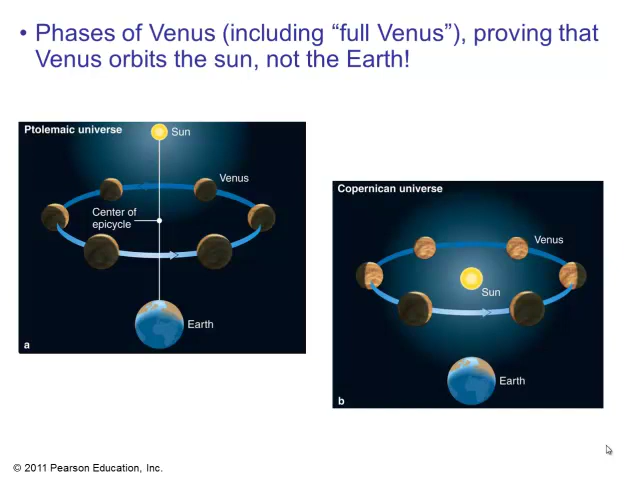 • Phases of Venus (including “full Venus”), proving that
Venus orbits the sun, not the Earth!
Ptolemaic universe
Sun
Venus
Center of
epicycle
Earth
a
Copernican universe
Venus
Sun
Earth
b
© 2011 Pearson Education, Inc.